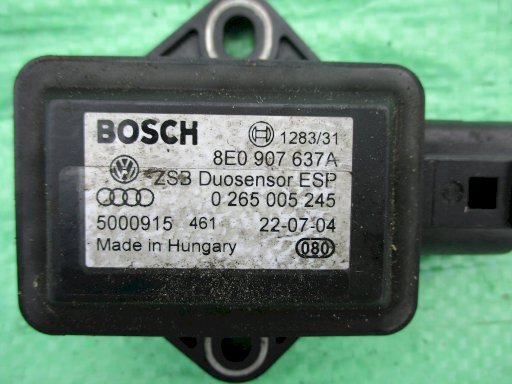 BOSCH 1283/31
8E0 907 637A
ZSB Duosensor ESP
0 265 005 245
5000915 461 22-07-04
Made in Hungary 080